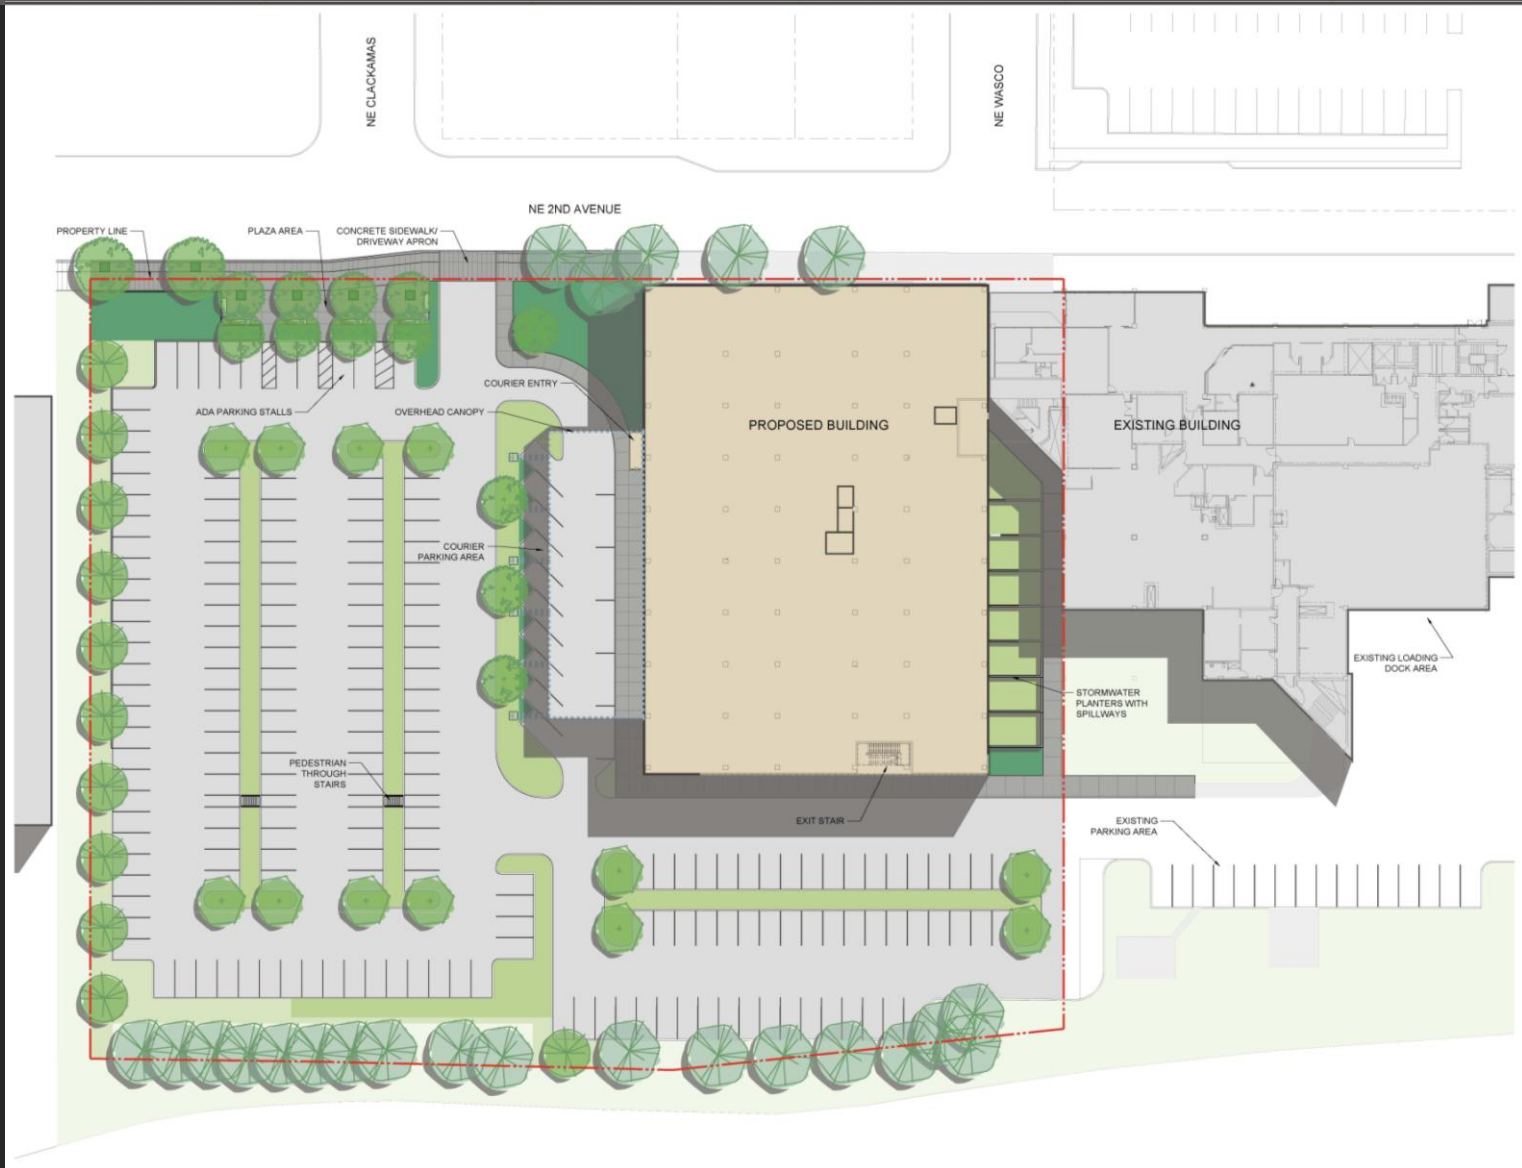 NE CLACKAMAS
NE WASCO
NE 2ND AVENUE
PROPERTY LINE
PLAZA AREA
CONCRETE SIDEWALK/
DRIVEWAY APRON
COURIER ENTRY
ADA PARKING STALLS
OVERHEAD CANOPY
PROPOSED BUILDING
EXISTING BUILDING
COURIER
PARKING AREA
EXISTING LOADING
DOCK AREA
STORMWATER
PLANTERS WITH
SPILLWAYS
PEDESTRIAN
THROUGH
STAIRS
EXIT STAIR
EXISTING
PARKING AREA